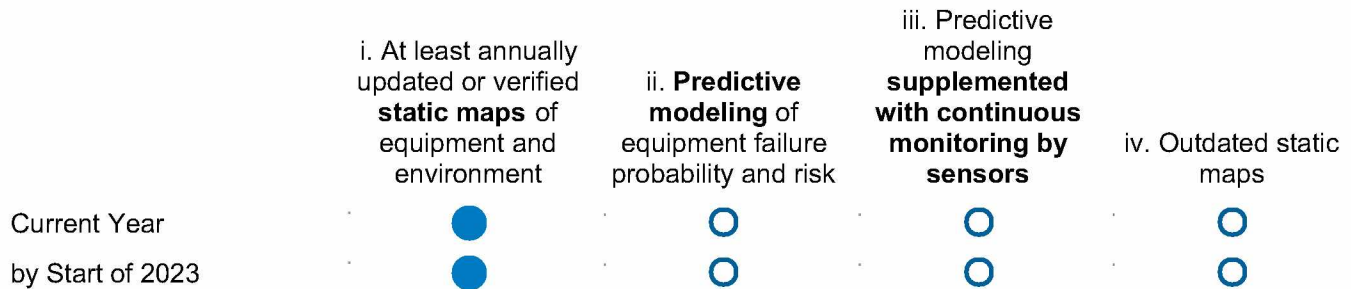 i. At least annually
updated or verified
static maps of
equipment and
environment
ii. Predictive
modeling of
equipment failure
probability and risk
iii. Predictive
modeling
supplemented
with continuous
monitoring by
sensors
iv. Outdated static
maps
Current Year
by Start of 2023